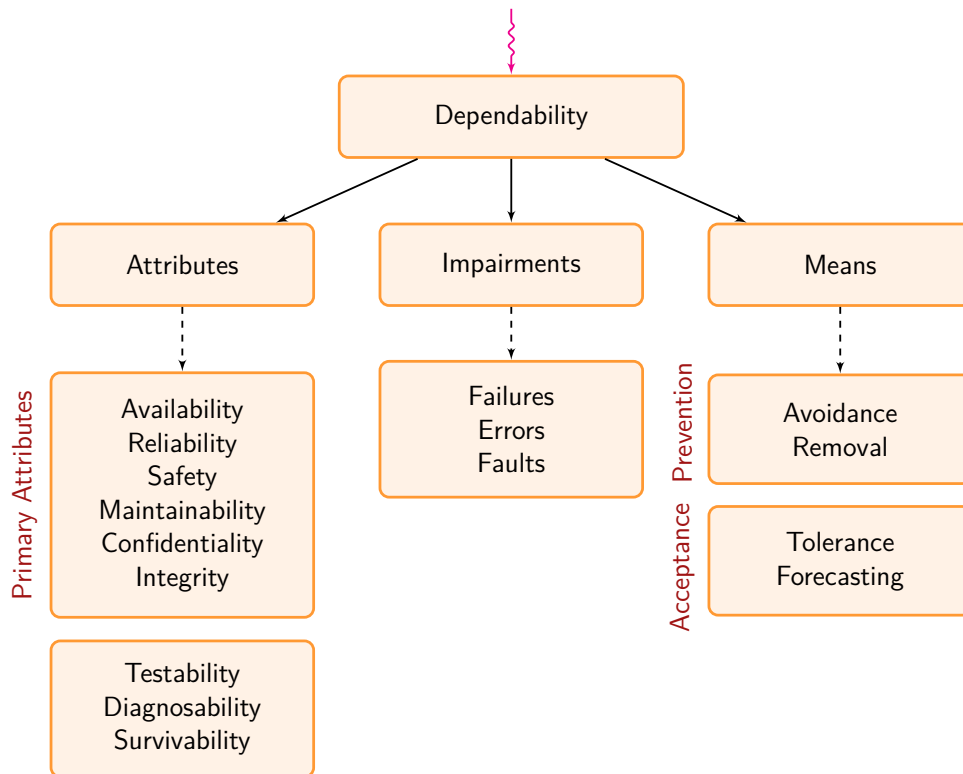 Dependability
Attributes
Impairments
Means
Primary Attributes
Availability
Reliability
Safety
Maintainability
Confidentiality
Integrity
Testability
Diagnosability
Survivability
Failures
Errors
Faults
Prevention
Avoidance
Removal
Acceptance
Tolerance
Forecasting